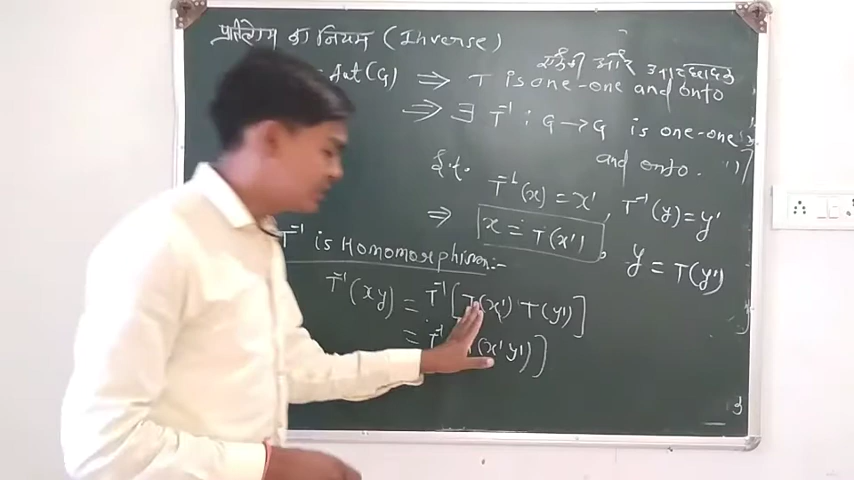 प्रतिलोम का नियम (Inverse)
एकैकी और आच्छादक
Aut(G) ⇒ T is one-one and onto
⇒ ∃ T⁻¹ : G → G is one-one
and onto.
s.t. T⁻¹(x) = x', T⁻¹(y) = y'
⇒ x = T(x'), y = T(y')
T⁻¹ is Homomorphism:-
T⁻¹(xy) = T⁻¹[T(x') T(y')]
= T⁻¹ (x'y')]